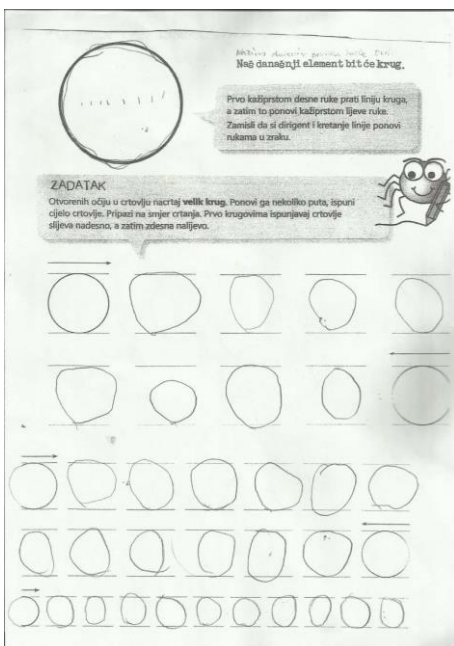 Naš današnji element bit će krug.
Prvo kažiprstom desne ruke prati liniju kruga,
a zatim to ponovi kažiprstom lijeve ruke.
Zamisli da si dirigent i kretanje linije ponovi
rukama u zraku.
ZADATAK
Otvorenih očiju u crtovlju nacrtaj velik krug. Ponovi ga nekoliko puta, ispuni
cijelo crtovlje. Pripazi na smjer crtanja. Prvo krugovima ispunjavaj crtovlje
slijeva nadesno, a zatim zdesna nalijevo.